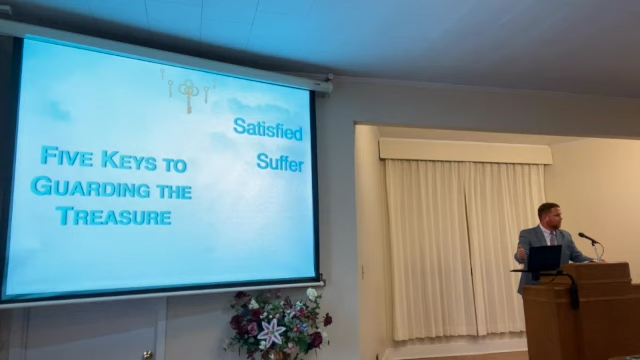 Satisfied
Suffer
FIVE KEYS TO
GUARDING THE
TREASURE